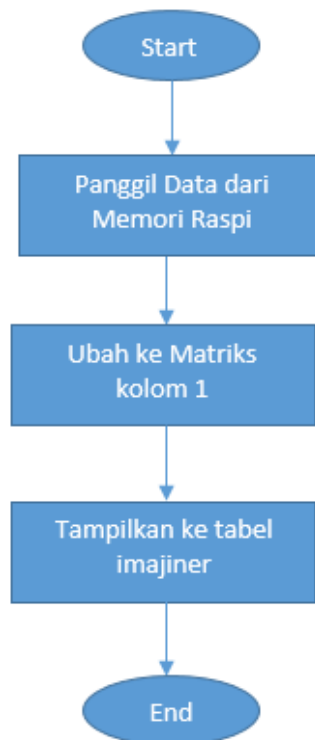 Start
Panggil Data dari
Memori Raspi
Ubah ke Matriks
kolom 1
Tampilkan ke tabel
imajiner
End